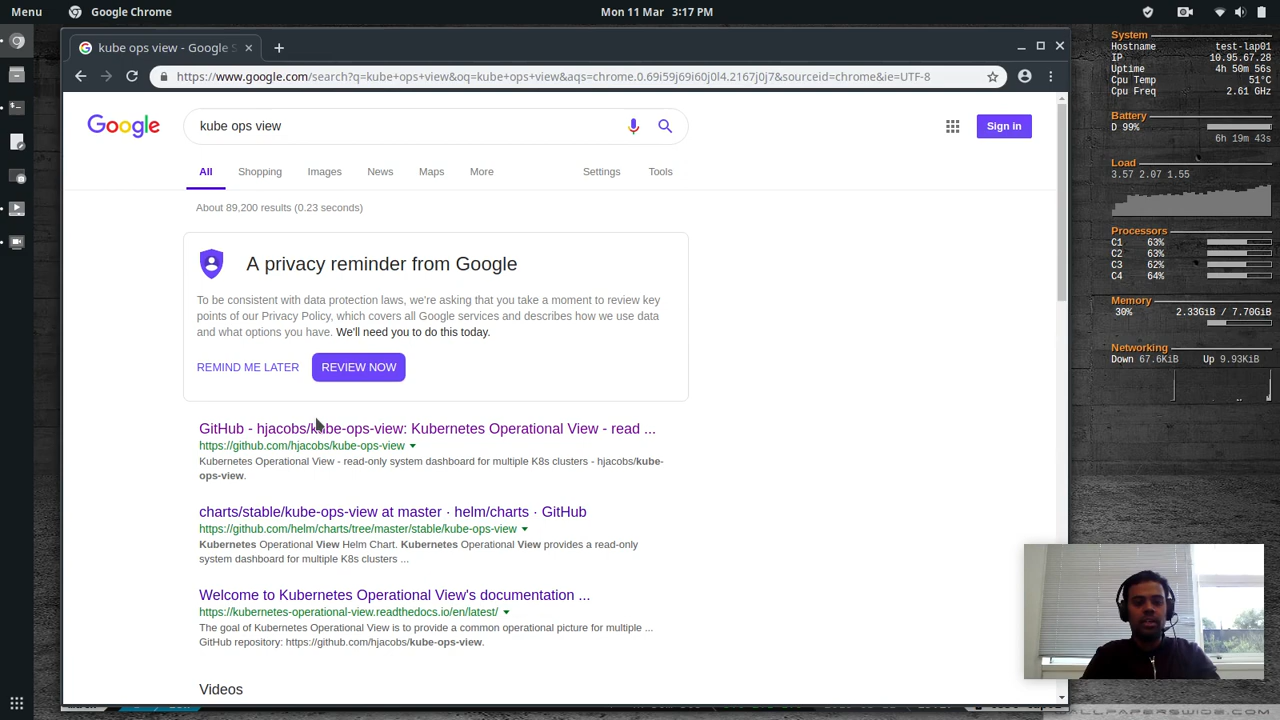 Menu
Google Chrome
Mon 11 Mar 3:17 PM
kube ops view - Google S
https://www.google.com/search?q=kube+ops+view&oq=kube+ops+view&aqs=chrome.0.69i59j69i60j0l4.2167j0j7&sourceid=chrome&ie=UTF-8
Google
kube ops view
Sign in
All Shopping Images News Maps More Settings Tools
About 89,200 results (0.23 seconds)
A privacy reminder from Google
To be consistent with data protection laws, we're asking that you take a moment to review key
points of our Privacy Policy, which covers all Google services and describes how we use data
and what options you have. We'll need you to do this today.
REMIND ME LATER REVIEW NOW
GitHub - hjacobs/kube-ops-view: Kubernetes Operational View - read ...
https://github.com/hjacobs/kube-ops-view
Kubernetes Operational View - read-only system dashboard for multiple K8s clusters - hjacobs/kube-
ops-view.
charts/stable/kube-ops-view at master · helm/charts · GitHub
https://github.com/helm/charts/tree/master/stable/kube-ops-view
Kubernetes Operational View Helm Chart. Kubernetes Operational View provides a read-only
system dashboard for multiple K8s clusters ...
Welcome to Kubernetes Operational View's documentation ...
https://kubernetes-operational-view.readthedocs.io/en/latest/
The goal of Kubernetes Operational View is to provide a common operational picture for multiple ...
GitHub repository: https://github.com/hjacobs/kube-ops-view.
Videos
System
Hostname test-lap01
IP 10.95.67.28
Uptime 4h 50m 56s
Cpu Temp 51°C
Cpu Freq 2.61 GHz
Battery
D 99%
6h 19m 43s
Load
3.57 2.07 1.55
Processors
C1 63%
C2 63%
C3 62%
C4 64%
Memory
30% 2.33GiB / 7.70GiB
Networking
Down 67.6KiB Up 9.93KiB